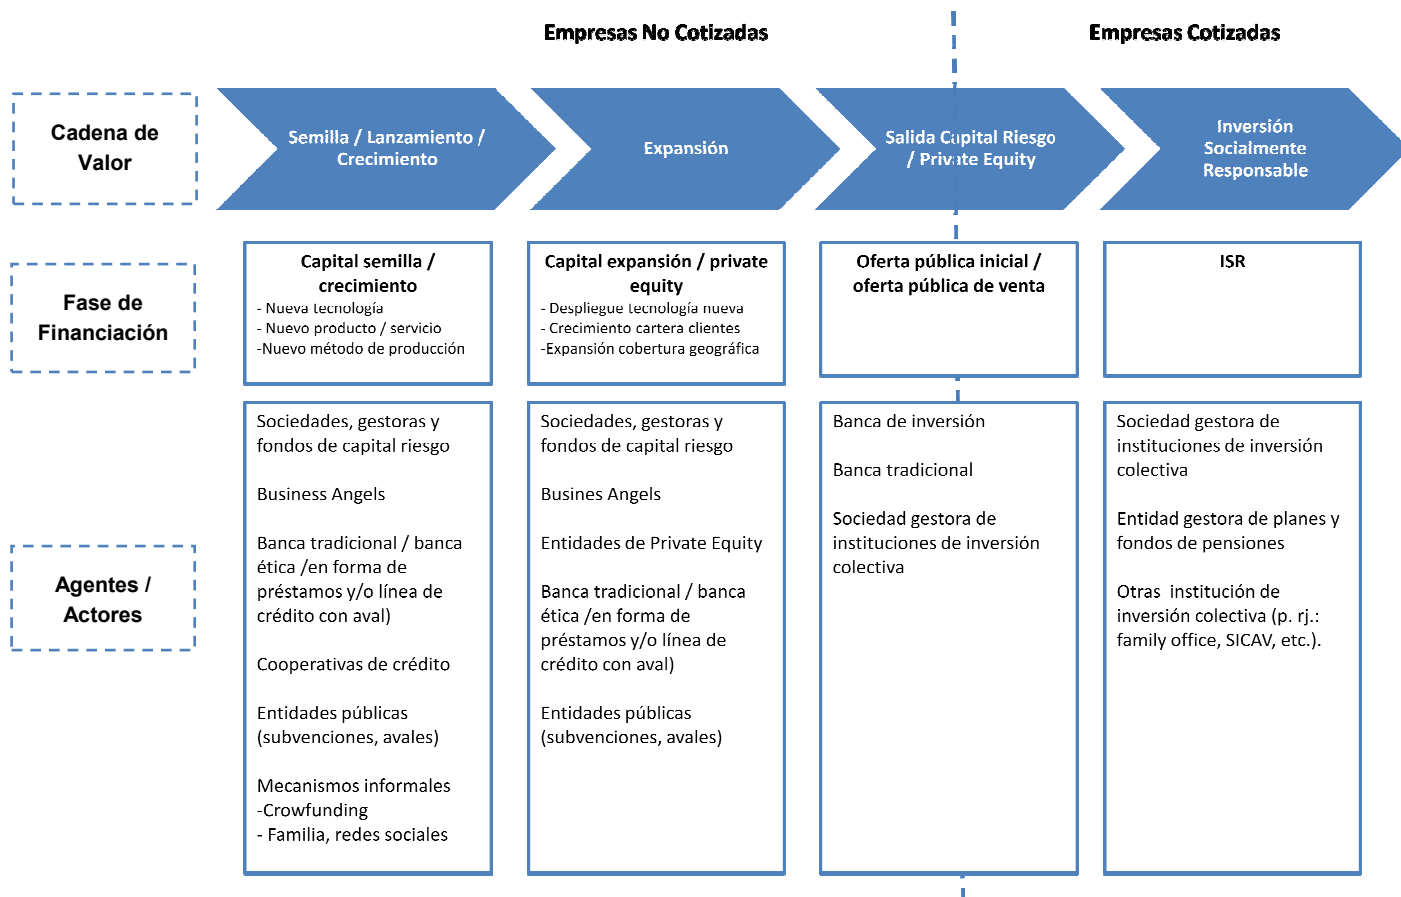 Empresas No Cotizadas
Empresas Cotizadas
Cadena de
Valor
Semilla / Lanzamiento /
Crecimiento
Expansión
Salida Capital Riesgo
/ Private Equity
Inversión
Socialmente
Responsable
Fase de
Financiación
Capital semilla /
crecimiento
- Nueva tecnología
- Nuevo producto / servicio
-Nuevo método de producción
Capital expansión / private
equity
- Despliegue tecnología nueva
- Crecimiento cartera clientes
-Expansión cobertura geográfica
Oferta pública inicial /
oferta pública de venta
ISR
Agentes /
Actores
Sociedades, gestoras y
fondos de capital riesgo
Business Angels
Banca tradicional / banca
ética /en forma de
préstamos y/o línea de
crédito con aval)
Cooperativas de crédito
Entidades públicas
(subvenciones, avales)
Mecanismos informales
-Crowfunding
- Familia, redes sociales
Sociedades, gestoras y
fondos de capital riesgo
Busines Angels
Entidades de Private Equity
Banca tradicional / banca
ética /en forma de
préstamos y/o línea de
crédito con aval)
Entidades públicas
(subvenciones, avales)
Banca de inversión
Banca tradicional
Sociedad gestora de
instituciones de inversión
colectiva
Sociedad gestora de
instituciones de inversión
colectiva
Entidad gestora de planes y
fondos de pensiones
Otras  institución de
inversión colectiva (p. rj.:
family office, SICAV, etc.).